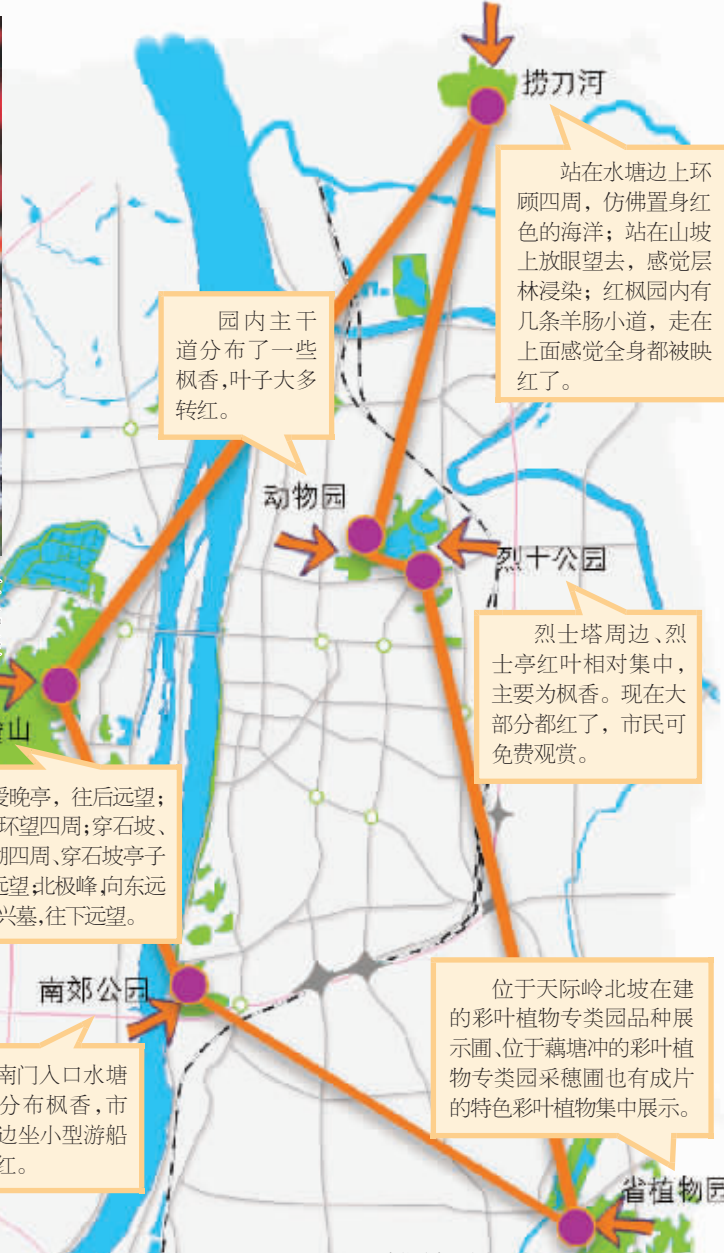 捞刀河
站在水塘边上环
顾四周，仿佛置身红
色的海洋；站在山坡
上放眼望去，感觉层
林浸染；红枫园内有
几条羊肠小道，走在
上面感觉全身都被映
红了。
园内主干
道分布了一些
枫香,叶子大多
转红。
动物园
烈士公园
烈士塔周边、烈
士亭红叶相对集中，
主要为枫香。现在大
部分都红了，市民可
免费观赏。
山
爱晚亭，往后远望；
环望四周；穿石坡、
湖四周、穿石坡亭子
远望；北极峰,向东远
兴墓,往下远望。
南郊公园
南门入口水塘
分布枫香，市
边坐小型游船
红。
位于天际岭北坡在建
的彩叶植物专类园品种展
示圃、位于藕塘冲的彩叶植
物专类园采穗圃也有成片
的特色彩叶植物集中展示。
省植物园